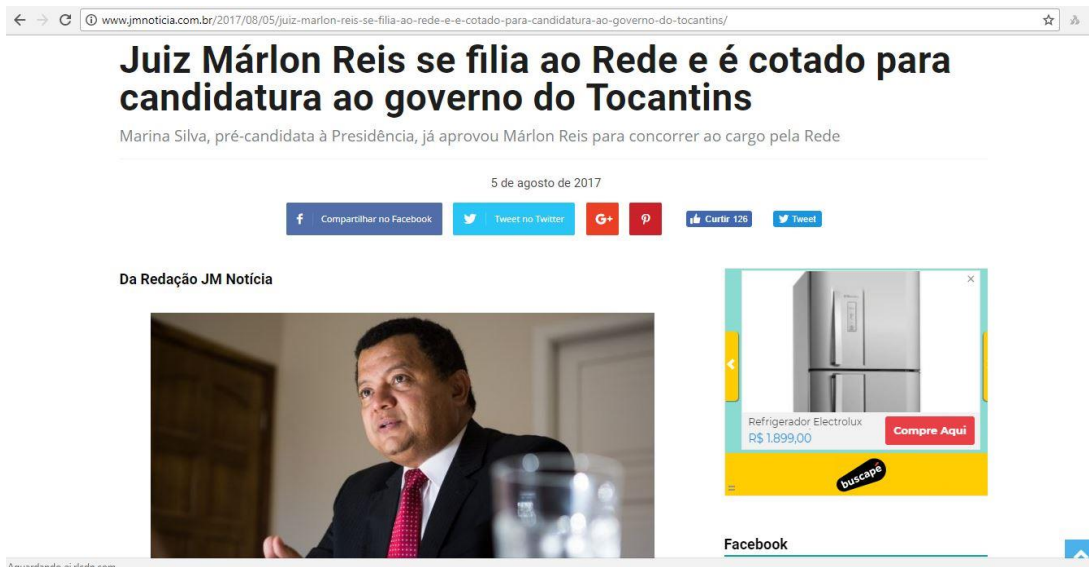 www.jmnoticia.com.br/2017/08/05/juiz-marlon-reis-se-filia-ao-rede-e-e-cotado-para-candidatura-ao-governo-do-tocantins/
Juiz Márlon Reis se filia ao Rede e é cotado para
candidatura ao governo do Tocantins
Marina Silva, pré-candidata à Presidência, já aprovou Márlon Reis para concorrer ao cargo pela Rede
5 de agosto de 2017
Compartilhar no Facebook
Tweet no Twitter
G+
Curtir 126
Tweet
Da Redação JM Notícia
Refrigerador Electrolux
R$ 1.899,00
Compre Aqui
buscapé
Facebook